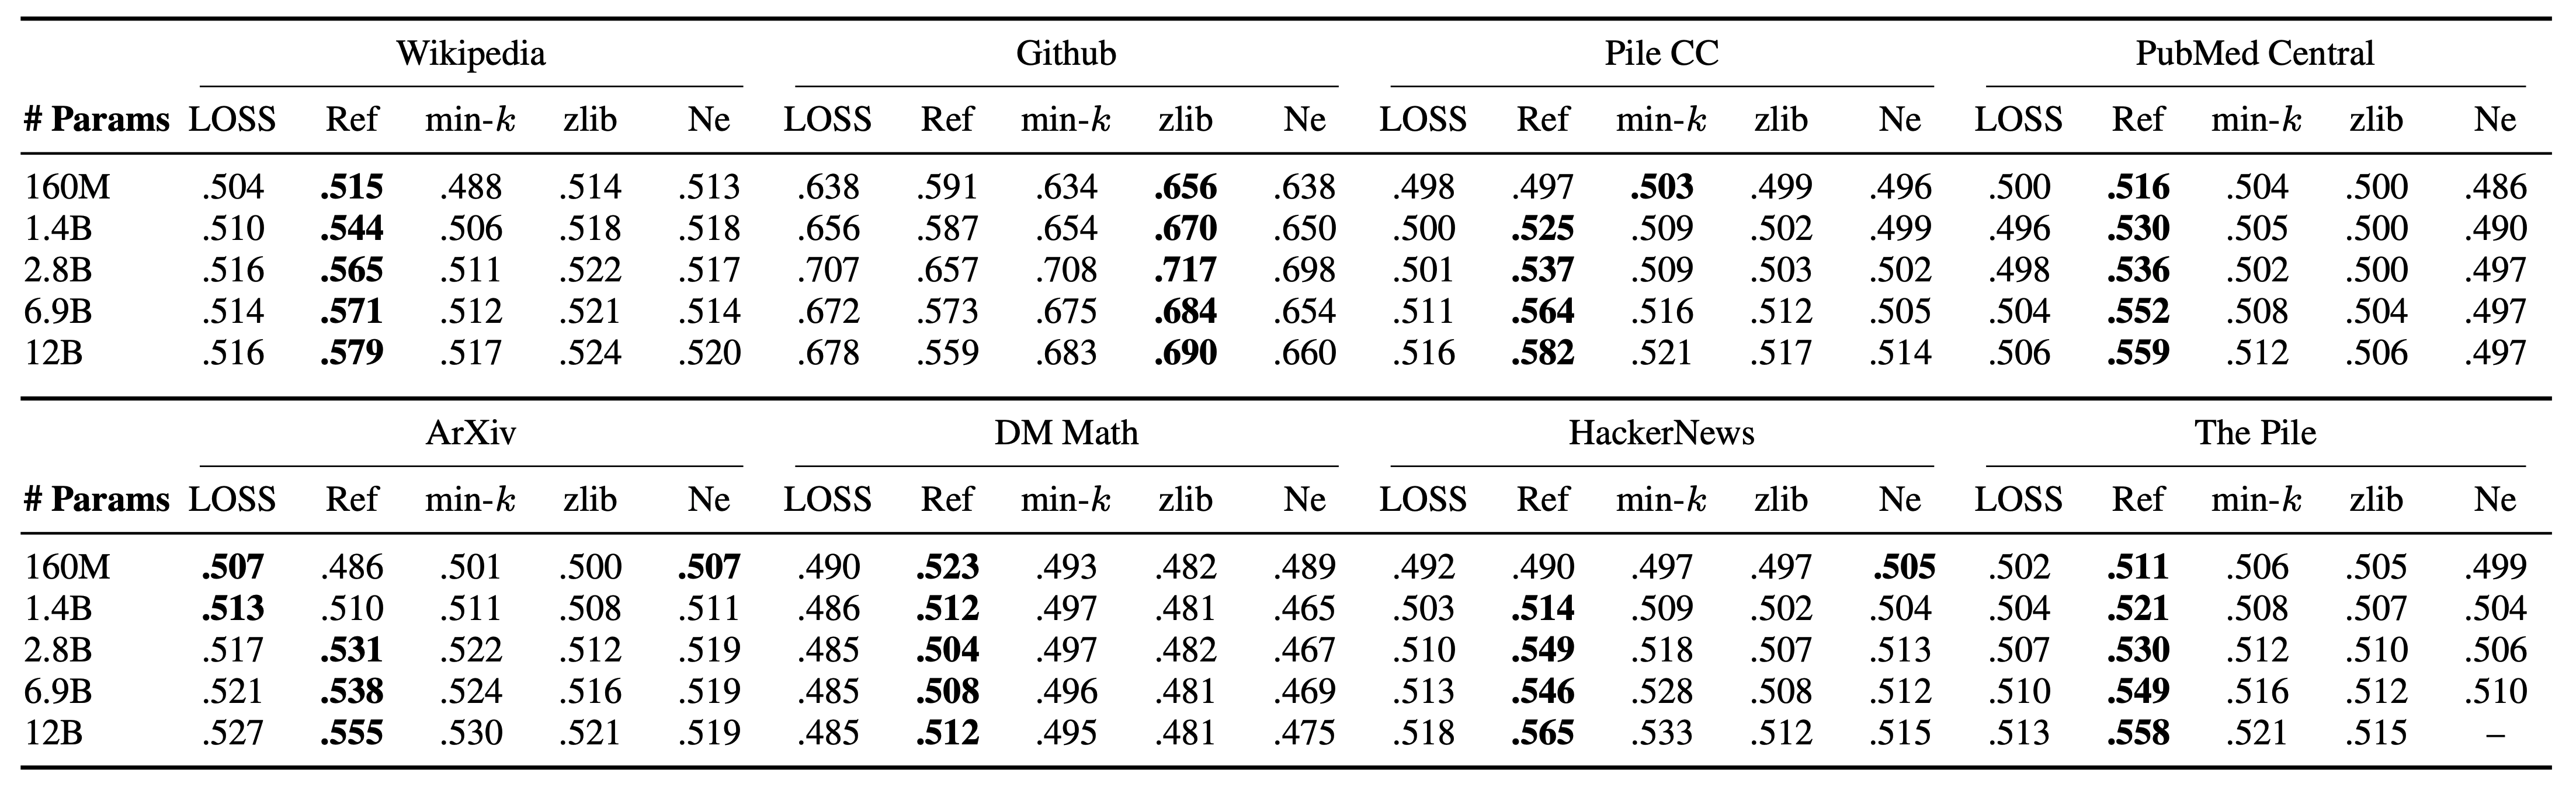 Wikipedia Github Pile CC PubMed Central
# Params LOSS Ref min-k zlib Ne LOSS Ref min-k zlib Ne LOSS Ref min-k zlib Ne LOSS Ref min-k zlib Ne
160M .504 .515 .488 .514 .513 .638 .591 .634 .656 .638 .498 .497 .503 .499 .496 .500 .516 .504 .500 .486
1.4B .510 .544 .506 .518 .518 .656 .587 .654 .670 .650 .500 .525 .509 .502 .499 .496 .530 .505 .500 .490
2.8B .516 .565 .511 .522 .517 .707 .657 .708 .717 .698 .501 .537 .509 .503 .502 .498 .536 .502 .500 .497
6.9B .514 .571 .512 .521 .514 .672 .573 .675 .684 .654 .511 .564 .516 .512 .505 .504 .552 .508 .504 .497
12B .516 .579 .517 .524 .520 .678 .559 .683 .690 .660 .516 .582 .521 .517 .514 .506 .559 .512 .506 .497
ArXiv DM Math HackerNews The Pile
# Params LOSS Ref min-k zlib Ne LOSS Ref min-k zlib Ne LOSS Ref min-k zlib Ne LOSS Ref min-k zlib Ne
160M .507 .486 .501 .500 .507 .490 .523 .493 .482 .489 .492 .490 .497 .497 .505 .502 .511 .506 .505 .499
1.4B .513 .510 .511 .508 .511 .486 .512 .497 .481 .465 .503 .514 .509 .502 .504 .504 .521 .508 .507 .504
2.8B .517 .531 .522 .512 .519 .485 .504 .497 .482 .467 .510 .549 .518 .507 .513 .507 .530 .512 .510 .506
6.9B .521 .538 .524 .516 .519 .485 .508 .496 .481 .469 .513 .546 .528 .508 .512 .510 .549 .516 .512 .510
12B .527 .555 .530 .521 .519 .485 .512 .495 .481 .475 .518 .565 .533 .512 .515 .513 .558 .521 .515 –